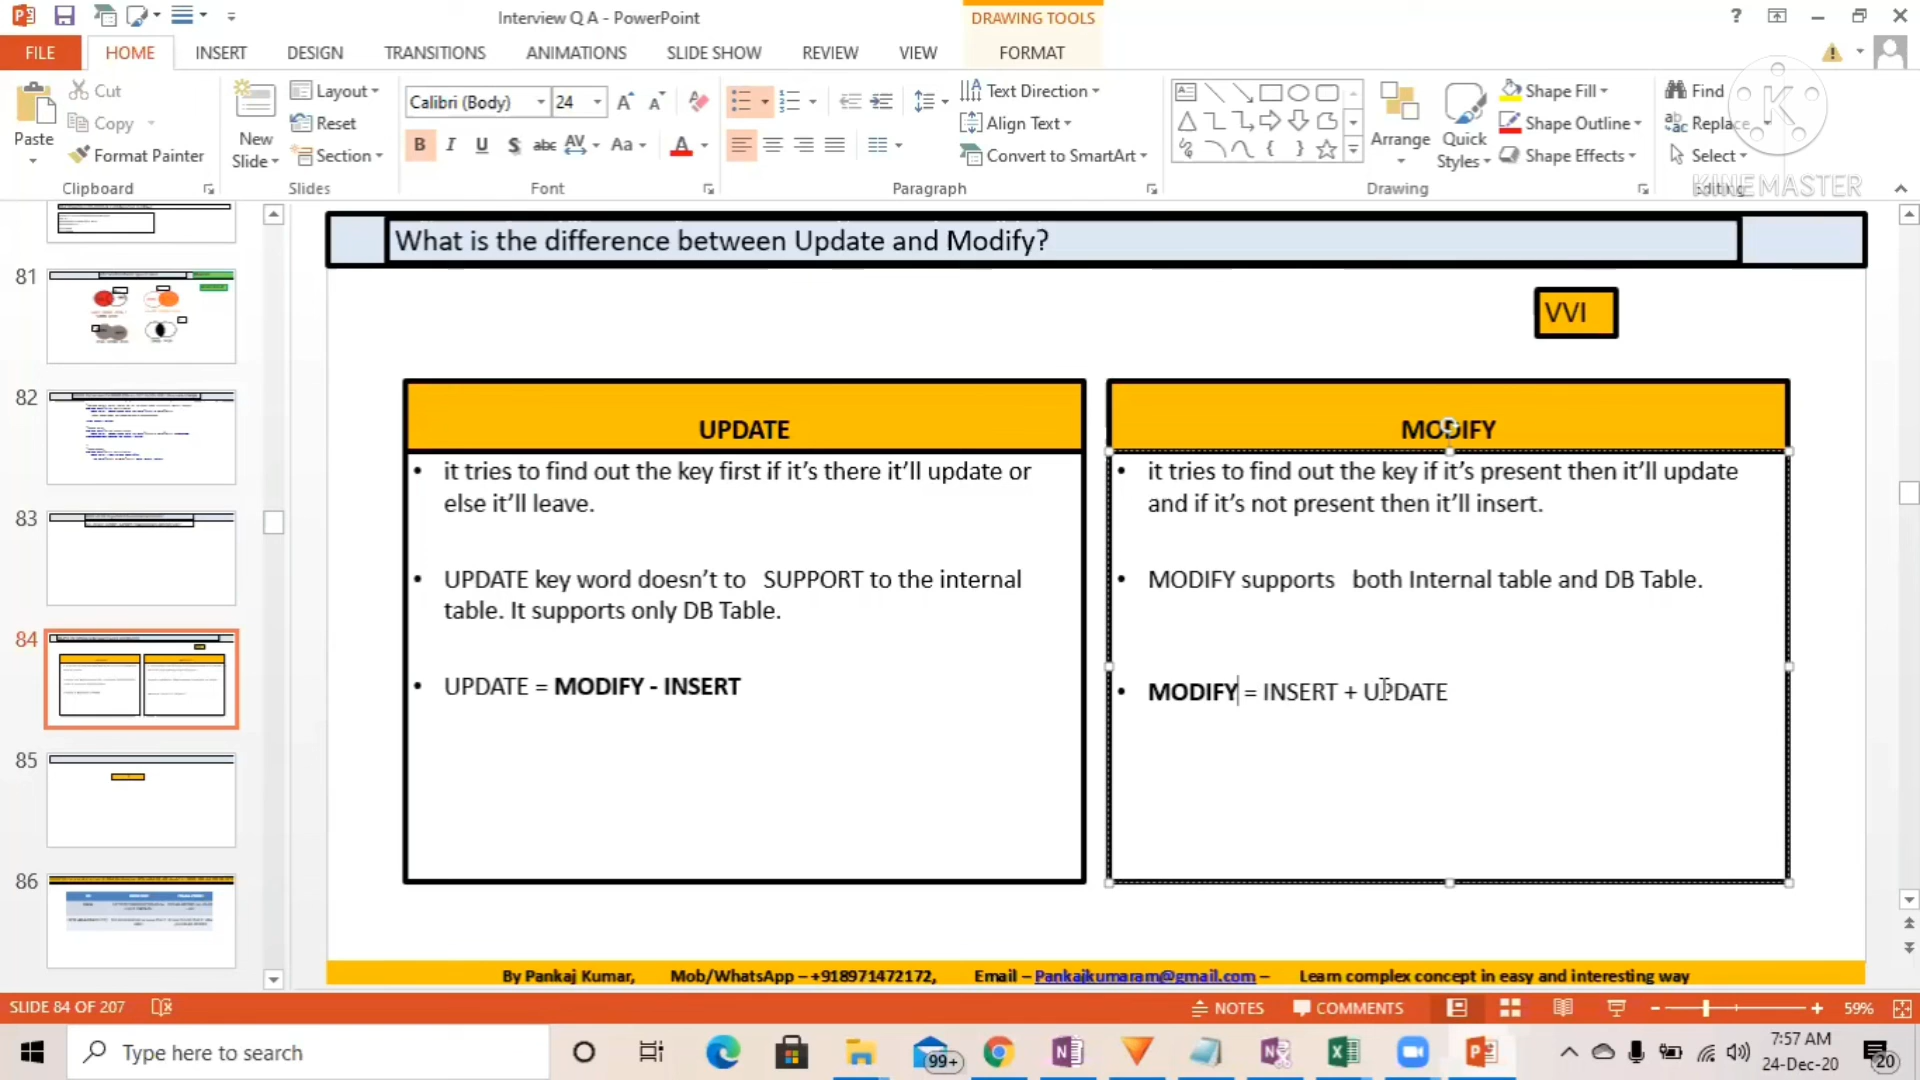 Interview Q A - PowerPoint
DRAWING TOOLS
FILE HOME INSERT DESIGN TRANSITIONS ANIMATIONS SLIDE SHOW REVIEW VIEW FORMAT
Paste
Cut
Copy
Format Painter
Clipboard
New Slide
Layout
Reset
Section
Slides
Calibri (Body) 24
B I U S abc AV Aa A
Font
Text Direction
Align Text
Convert to SmartArt
Paragraph
Arrange
Quick Styles
Shape Fill
Shape Outline
Shape Effects
Drawing
Find
Replace
Select
Editing
K
KINEMASTER
81
82
83
84
85
86
What is the difference between Update and Modify?
VVI
UPDATE
• it tries to find out the key first if it’s there it’ll update or
else it’ll leave.
• UPDATE key word doesn’t to SUPPORT to the internal
table. It supports only DB Table.
• UPDATE = MODIFY - INSERT
MODIFY
• it tries to find out the key if it’s present then it’ll update
and if it’s not present then it’ll insert.
• MODIFY supports both Internal table and DB Table.
• MODIFY = INSERT + UPDATE
By Pankaj Kumar, Mob/WhatsApp – +918971472172, Email – Pankajkumaram@gmail.com – Learn complex concept in easy and interesting way
SLIDE 84 OF 207
NOTES COMMENTS 59%
Type here to search
99+
7:57 AM
24-Dec-20
20